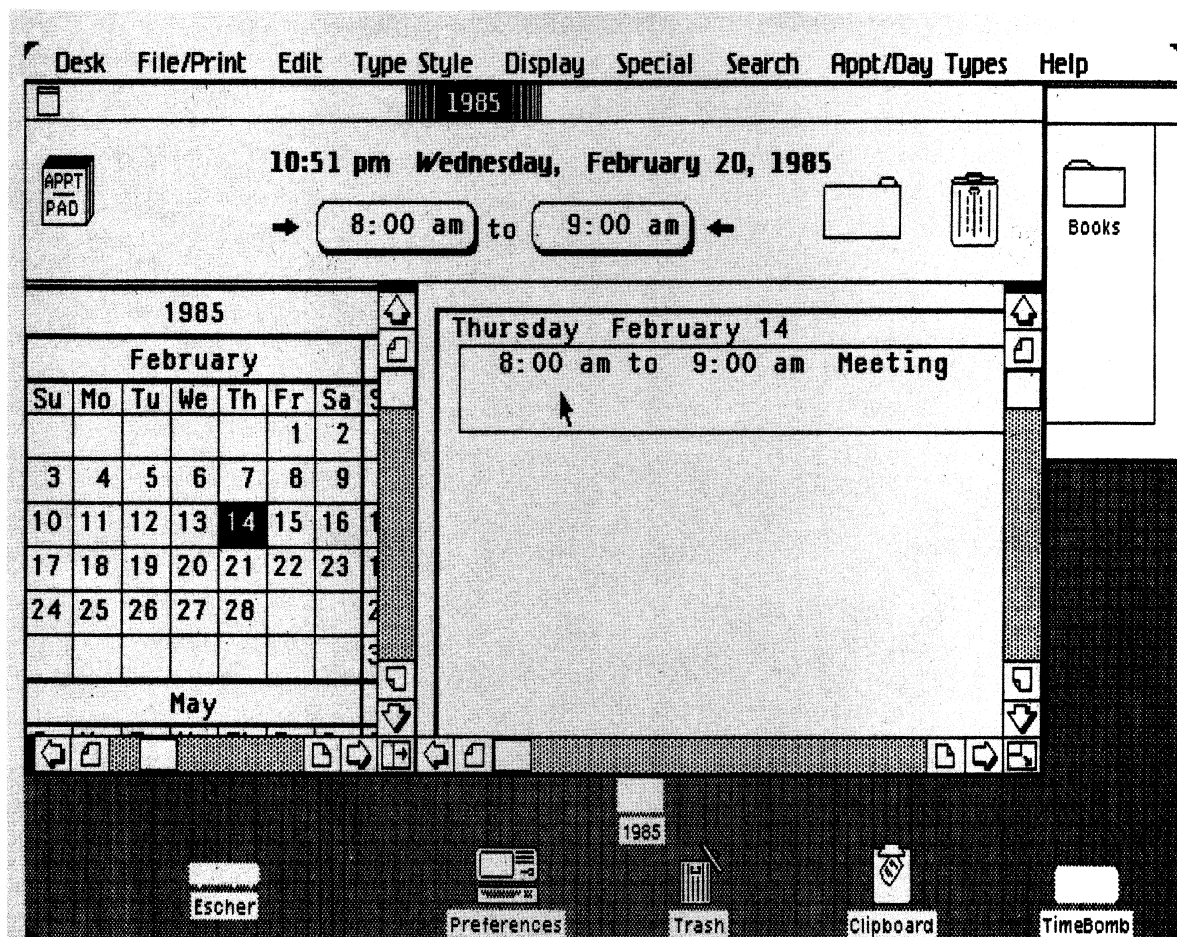 Desk File/Print Edit Type Style Display Special Search Appt/Day Types Help
1985
10:51 pm Wednesday, February 20, 1985
APPT
PAD
8:00 am to 9:00 am
Books
1985
February
Su Mo Tu We Th Fr Sa S
1 2
3 4 5 6 7 8 9
10 11 12 13 14 15 16 1
17 18 19 20 21 22 23 1
24 25 26 27 28 2
3
May
Thursday February 14
8:00 am to 9:00 am Meeting
1985
Escher
Preferences
Trash
Clipboard
TimeBomb